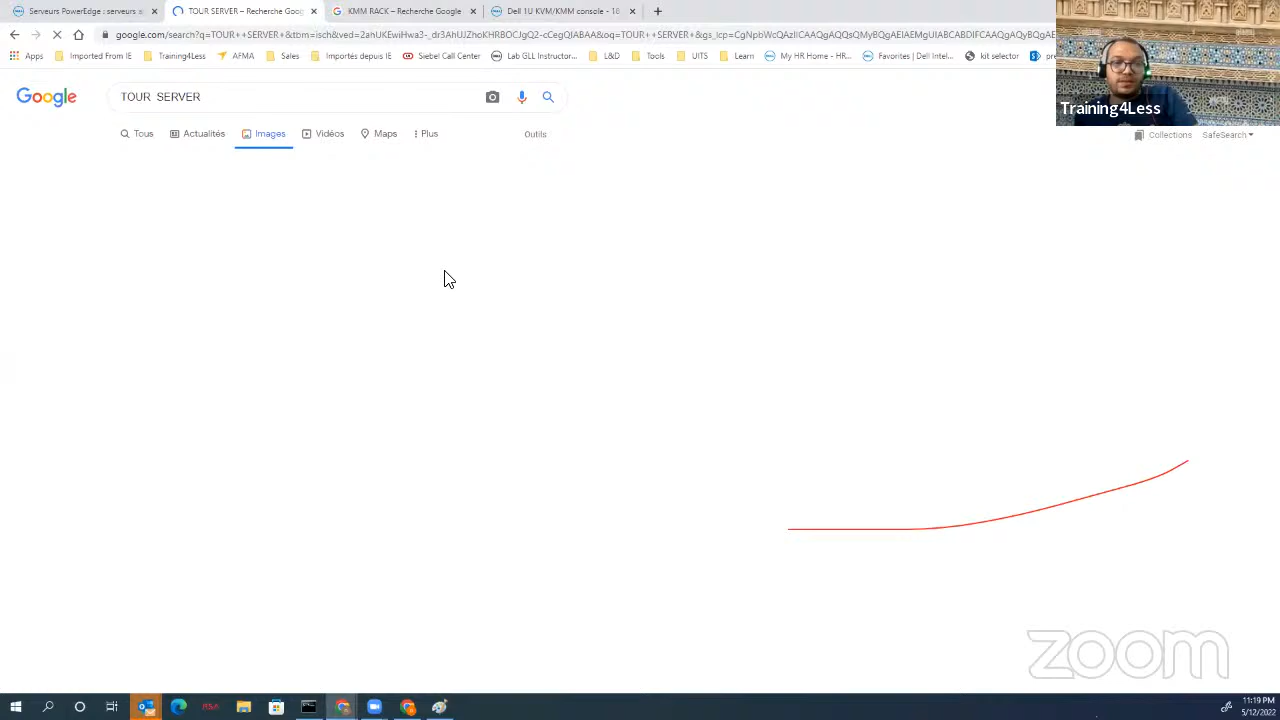 Serveurs PowerEdge : serveurs s
TOUR SERVER – Recherche Goog
KMM RACK – Recherche Google
Dell 1U KVM/KMM console - 18
Apps
Imported From IE
Training4Less
AFMA
Sales
Importés depuis IE
Siebel Call Center
Lab GLL Instructor...
L&D
Tools
UITS
Learn
My HR Home - HR...
Favorites | Dell Intel...
kit selector
Training4Less
Google
TOUR SERVER
Tous
Actualités
Images
Vidéos
Maps
Plus
Outils
Collections
SafeSearch
zoom
11:19 PM
5/12/2022